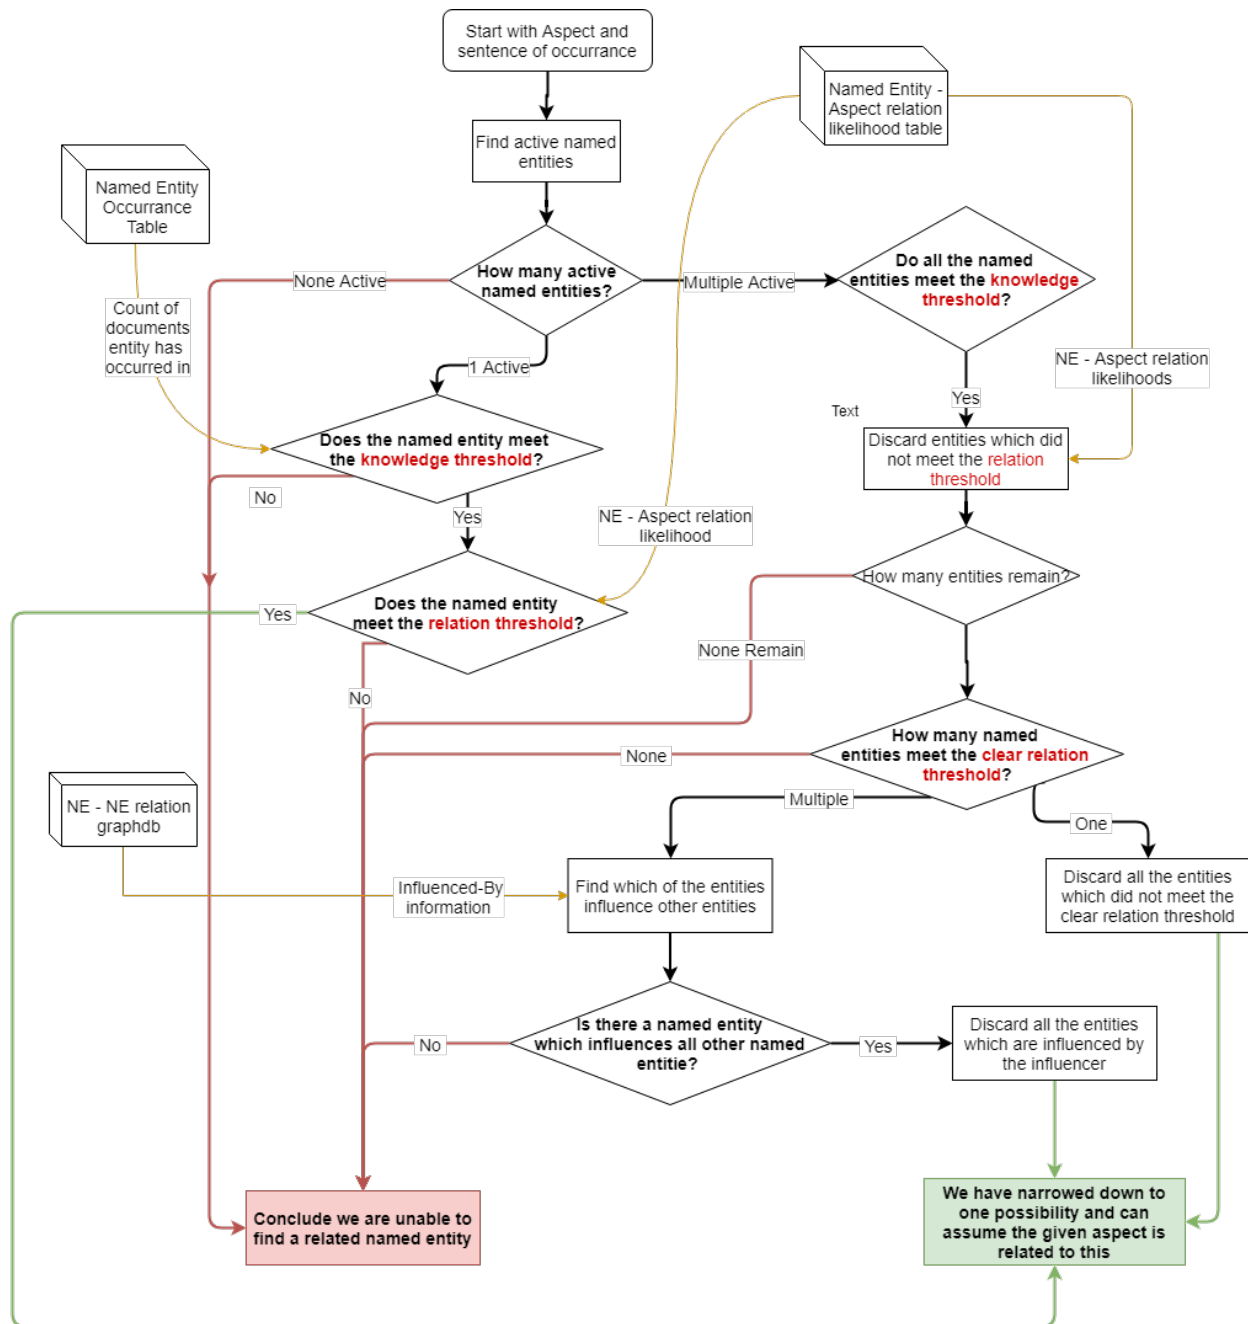 Start with Aspect and
sentence of occurrance
Named Entity -
Aspect relation
likelihood table
Find active named
entities
Named Entity
Occurrance
Table
None Active
How many active
named entities?
Multiple Active
Do all the named
entities meet the knowledge
threshold?
Count of
documents
entity has
occurred in
1 Active
NE - Aspect relation
likelihoods
Yes
Text
Does the named entity meet
the knowledge threshold?
Discard entities which did
not meet the relation
threshold
No
Yes
NE - Aspect relation
likelihood
How many entities remain?
Yes
Does the named entity
meet the relation threshold?
None Remain
No
How many named
entities meet the clear relation
threshold?
None
NE - NE relation
graphdb
Multiple
One
Influenced-By
information
Find which of the entities
influence other entities
Discard all the entities
which did not meet the
clear relation threshold
Is there a named entity
which influences all other named
entitie?
No
Yes
Discard all the entities
which are influenced by
the influencer
Conclude we are unable to
find a related named entity
We have narrowed down to
one possibility and can
assume the given aspect is
related to this